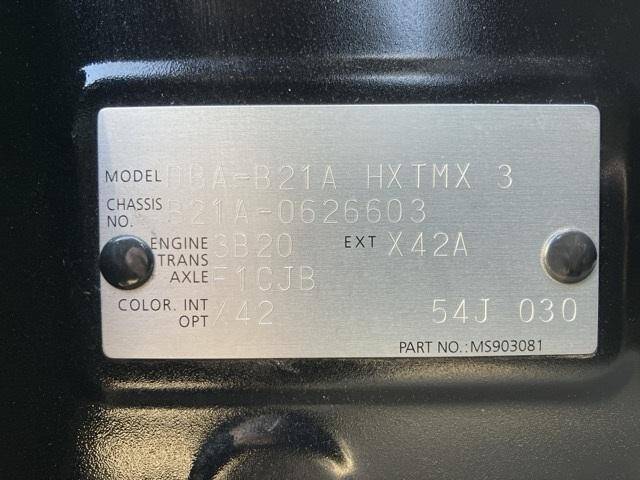 MODEL DBA-B21A HXTMX 3
CHASSIS NO. B21A-0626603
ENGINE 3B20 EXT X42A
TRANS AXLE F1CJB
COLOR. INT X42 54J 030
OPT
PART NO.:MS903081